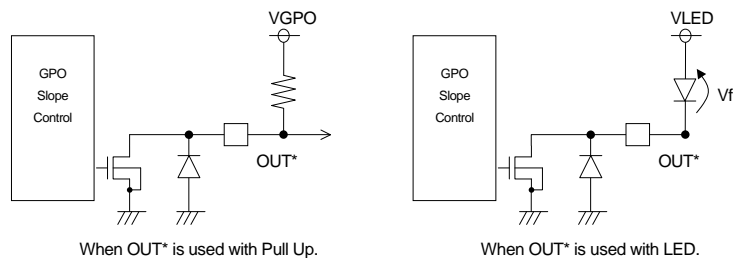 VGPO
GPO
Slope
Control
OUT*
When OUT* is used with Pull Up.
VLED
GPO
Slope
Control
Vf
OUT*
When OUT* is used with LED.